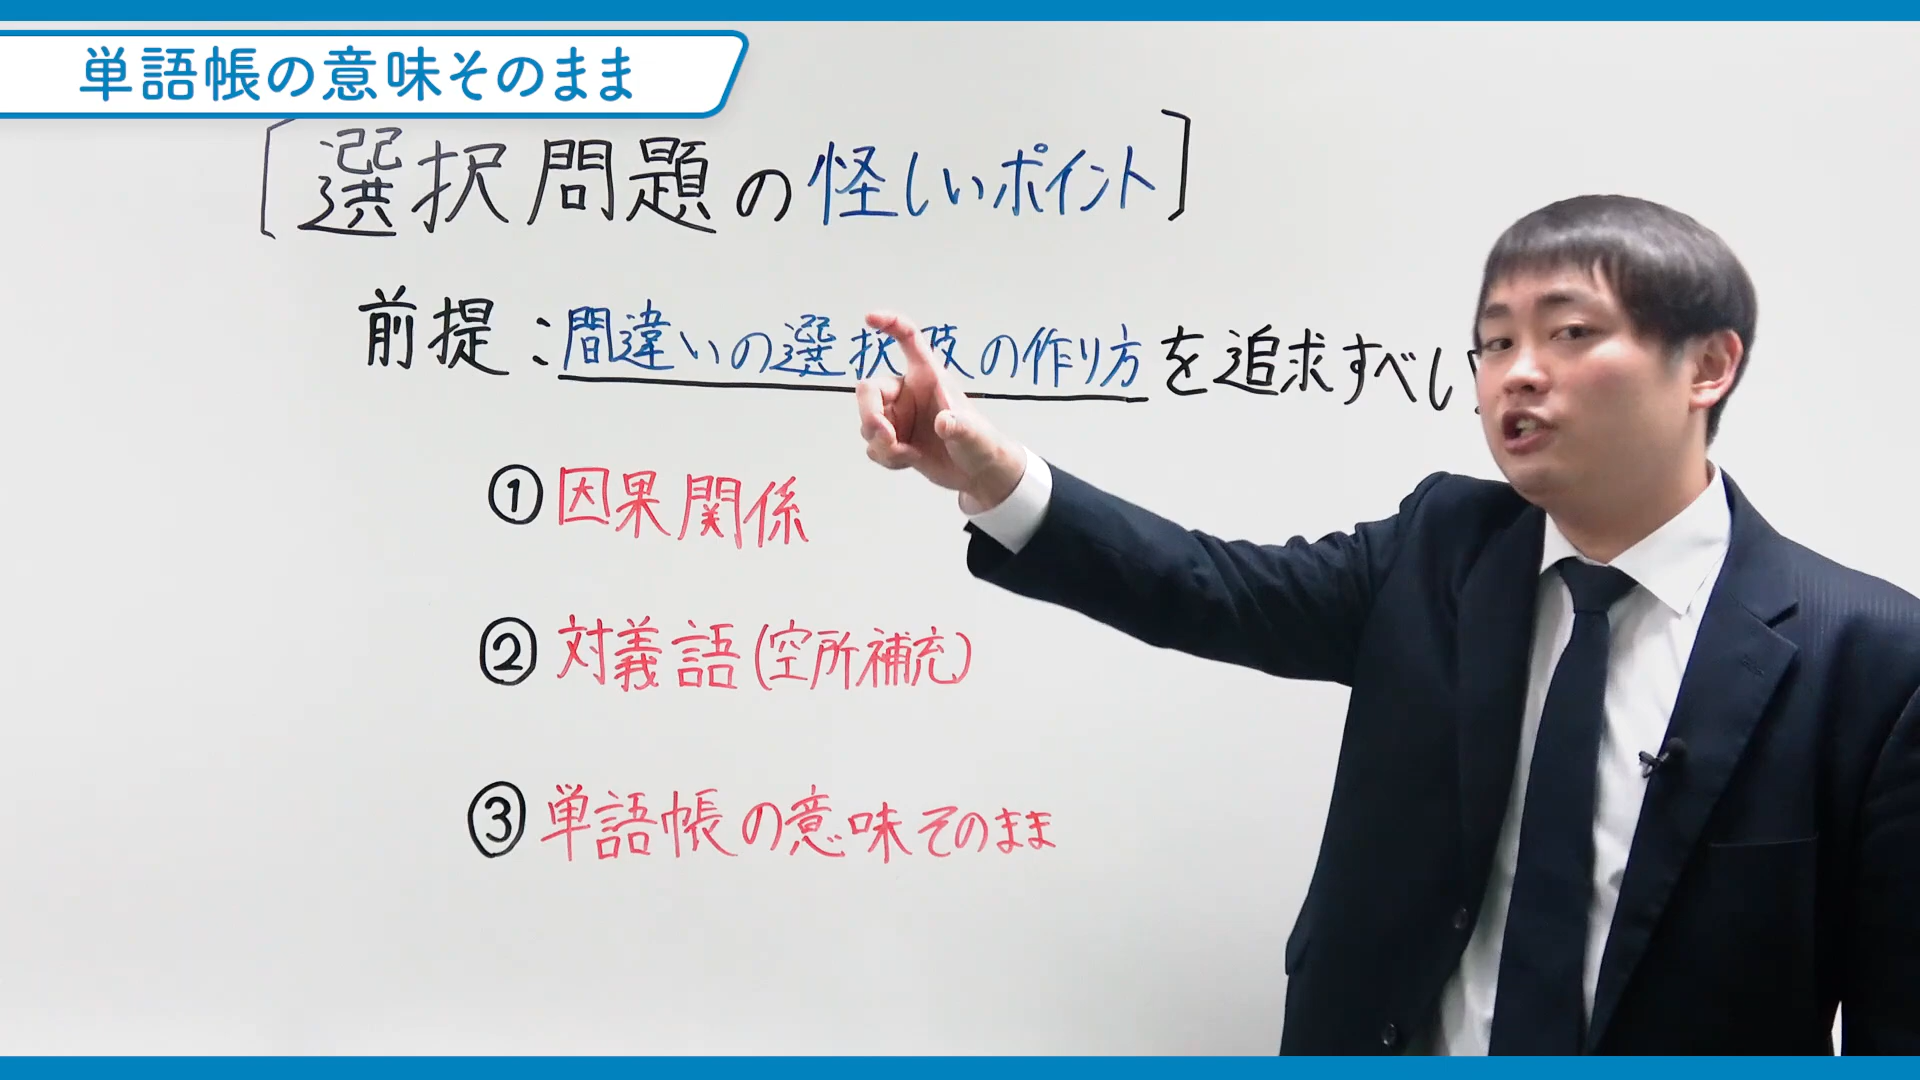 単語帳の意味そのまま
[選択問題の怪しいポイント]
前提:間違いの選択肢の作り方を追求すべし
① 因果関係
② 対義語(空所補充)
③ 単語帳の意味そのまま